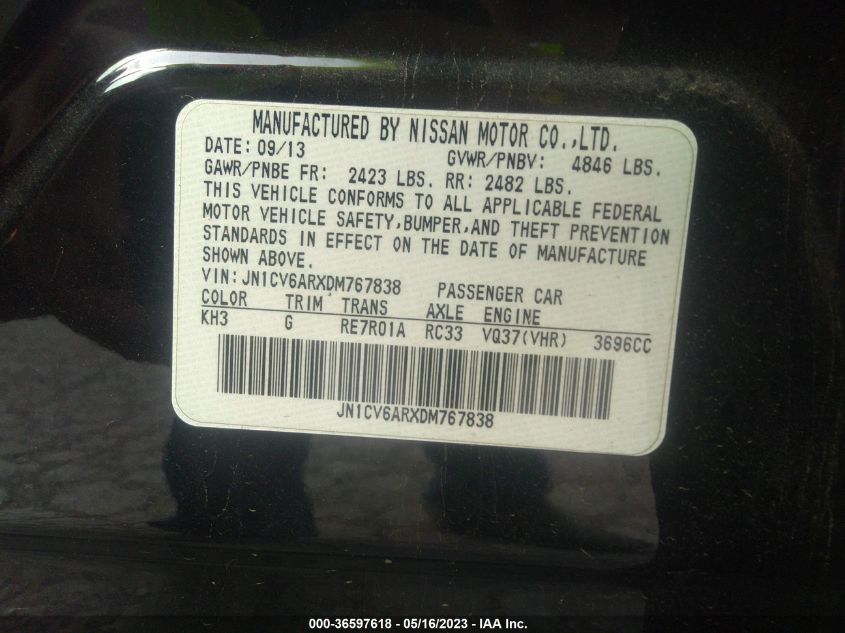 MANUFACTURED BY NISSAN MOTOR CO.,LTD.
DATE: 09/13 GVWR/PNBV: 4846 LBS.
GAWR/PNBE FR: 2423 LBS. RR: 2482 LBS.
THIS VEHICLE CONFORMS TO ALL APPLICABLE FEDERAL
MOTOR VEHICLE SAFETY,BUMPER,AND THEFT PREVENTION
STANDARDS IN EFFECT ON THE DATE OF MANUFACTURE
SHOWN ABOVE.
VIN:JN1CV6ARXDM767838 PASSENGER CAR
COLOR TRIM TRANS AXLE ENGINE
KH3 G RE7R01A RC33 VQ37(VHR) 3696CC
JN1CV6ARXDM767838
000-36597618 - 05/16/2023 - IAA Inc.